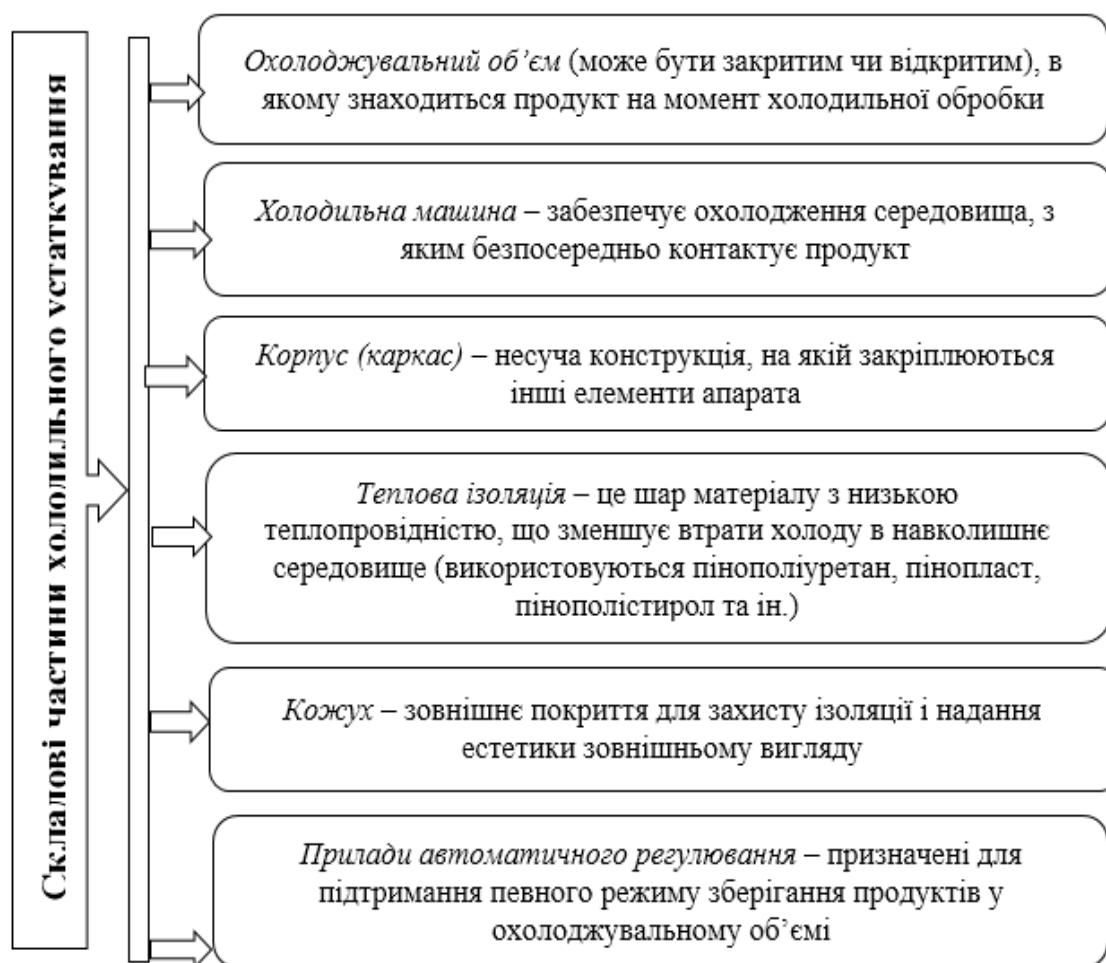 Складові частини холодильного устаткування
Охолоджувальний об’єм (може бути закритим чи відкритим), в
якому знаходиться продукт на момент холодильної обробки
Холодильна машина – забезпечує охолодження середовища, з
яким безпосередньо контактує продукт
Корпус (каркас) – несуча конструкція, на якій закріплюються
інші елементи апарата
Теплова ізоляція – це шар матеріалу з низькою
теплопровідністю, що зменшує втрати холоду в навколишнє
середовище (використовуються пінополіуретан, пінопласт,
пінополістирол та ін.)
Кожух – зовнішнє покриття для захисту ізоляції і надання
естетики зовнішньому вигляду
Прилади автоматичного регулювання – призначені для
підтримання певного режиму зберігання продуктів у
охолоджувальному об’ємі